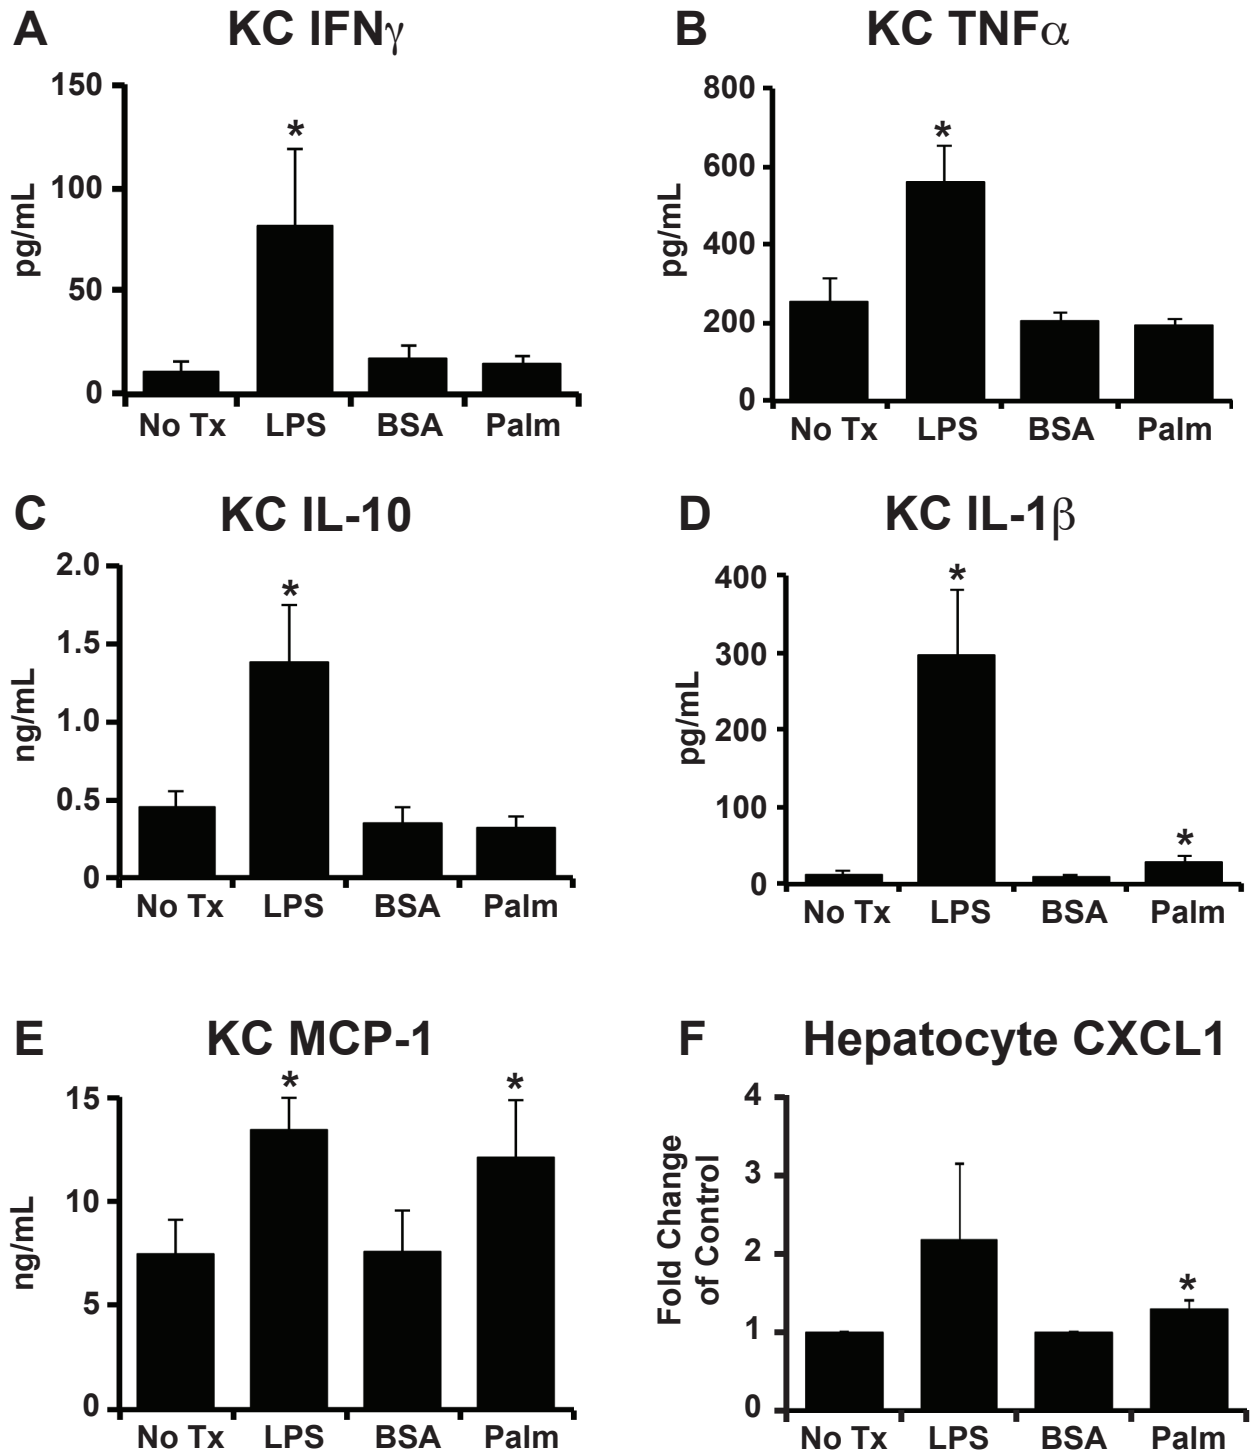 A KC IFNγ
150
100
50
0
pg/mL
*
No Tx LPS BSA Palm
B KC TNFα
800
600
400
200
0
pg/mL
*
No Tx LPS BSA Palm
C KC IL-10
2.0
1.5
1.0
0.5
0
ng/mL
*
No Tx LPS BSA Palm
D KC IL-1β
400
300
200
100
0
pg/mL
* *
No Tx LPS BSA Palm
E KC MCP-1
15
10
5
0
ng/mL
* *
No Tx LPS BSA Palm
F Hepatocyte CXCL1
4
3
2
1
0
Fold Change
of Control
*
No Tx LPS BSA Palm